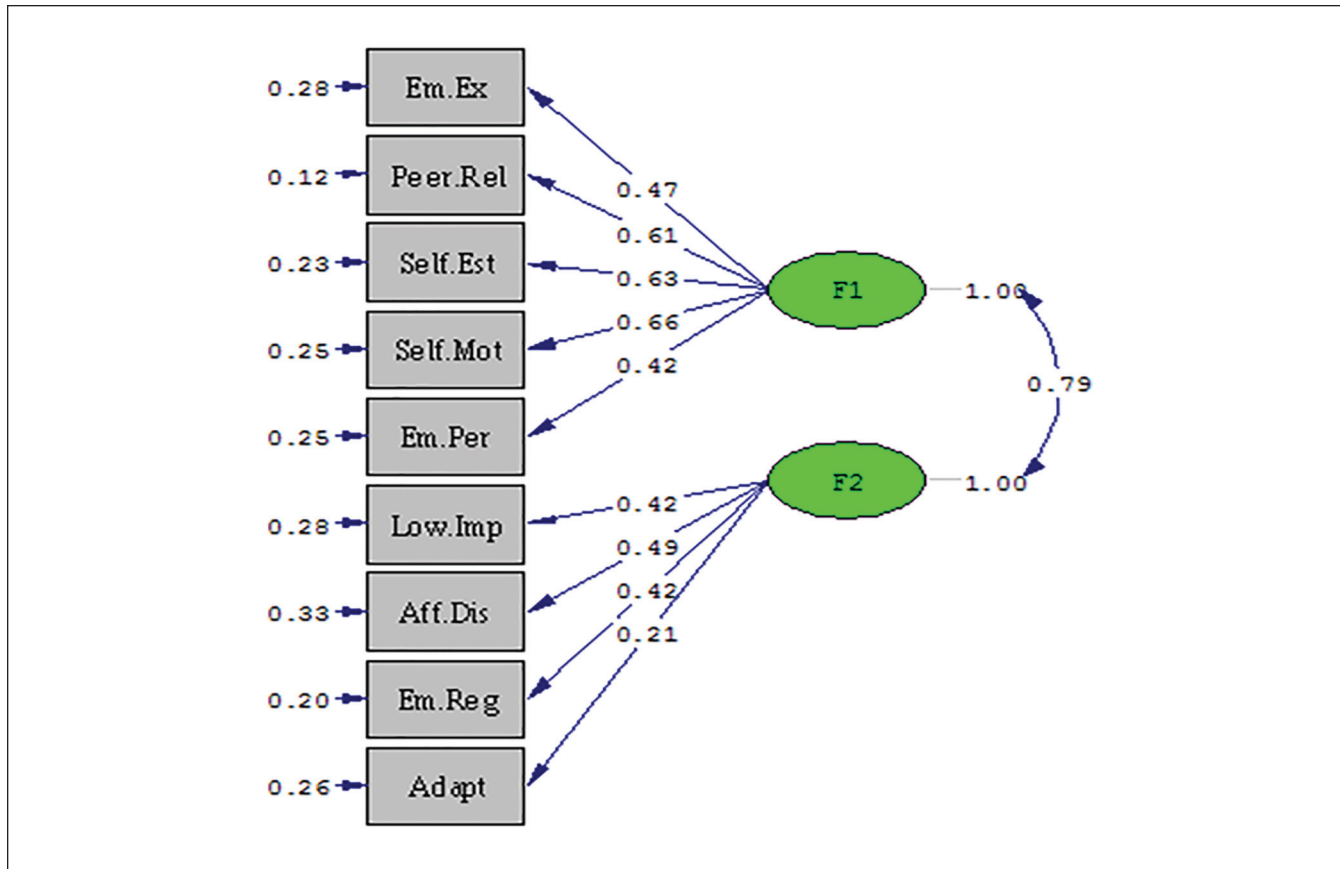 0.28 Em.Ex
0.47
0.12 Peer.Rel
0.61
0.23 Self.Est
0.63
F1 1.00
0.66
0.25 Self.Mot
0.42
0.79
0.25 Em.Per
F2 1.00
0.42
0.28 Low.Imp
0.49
0.42
0.33 Aff.Dis
0.21
0.20 Em.Reg
0.26 Adapt